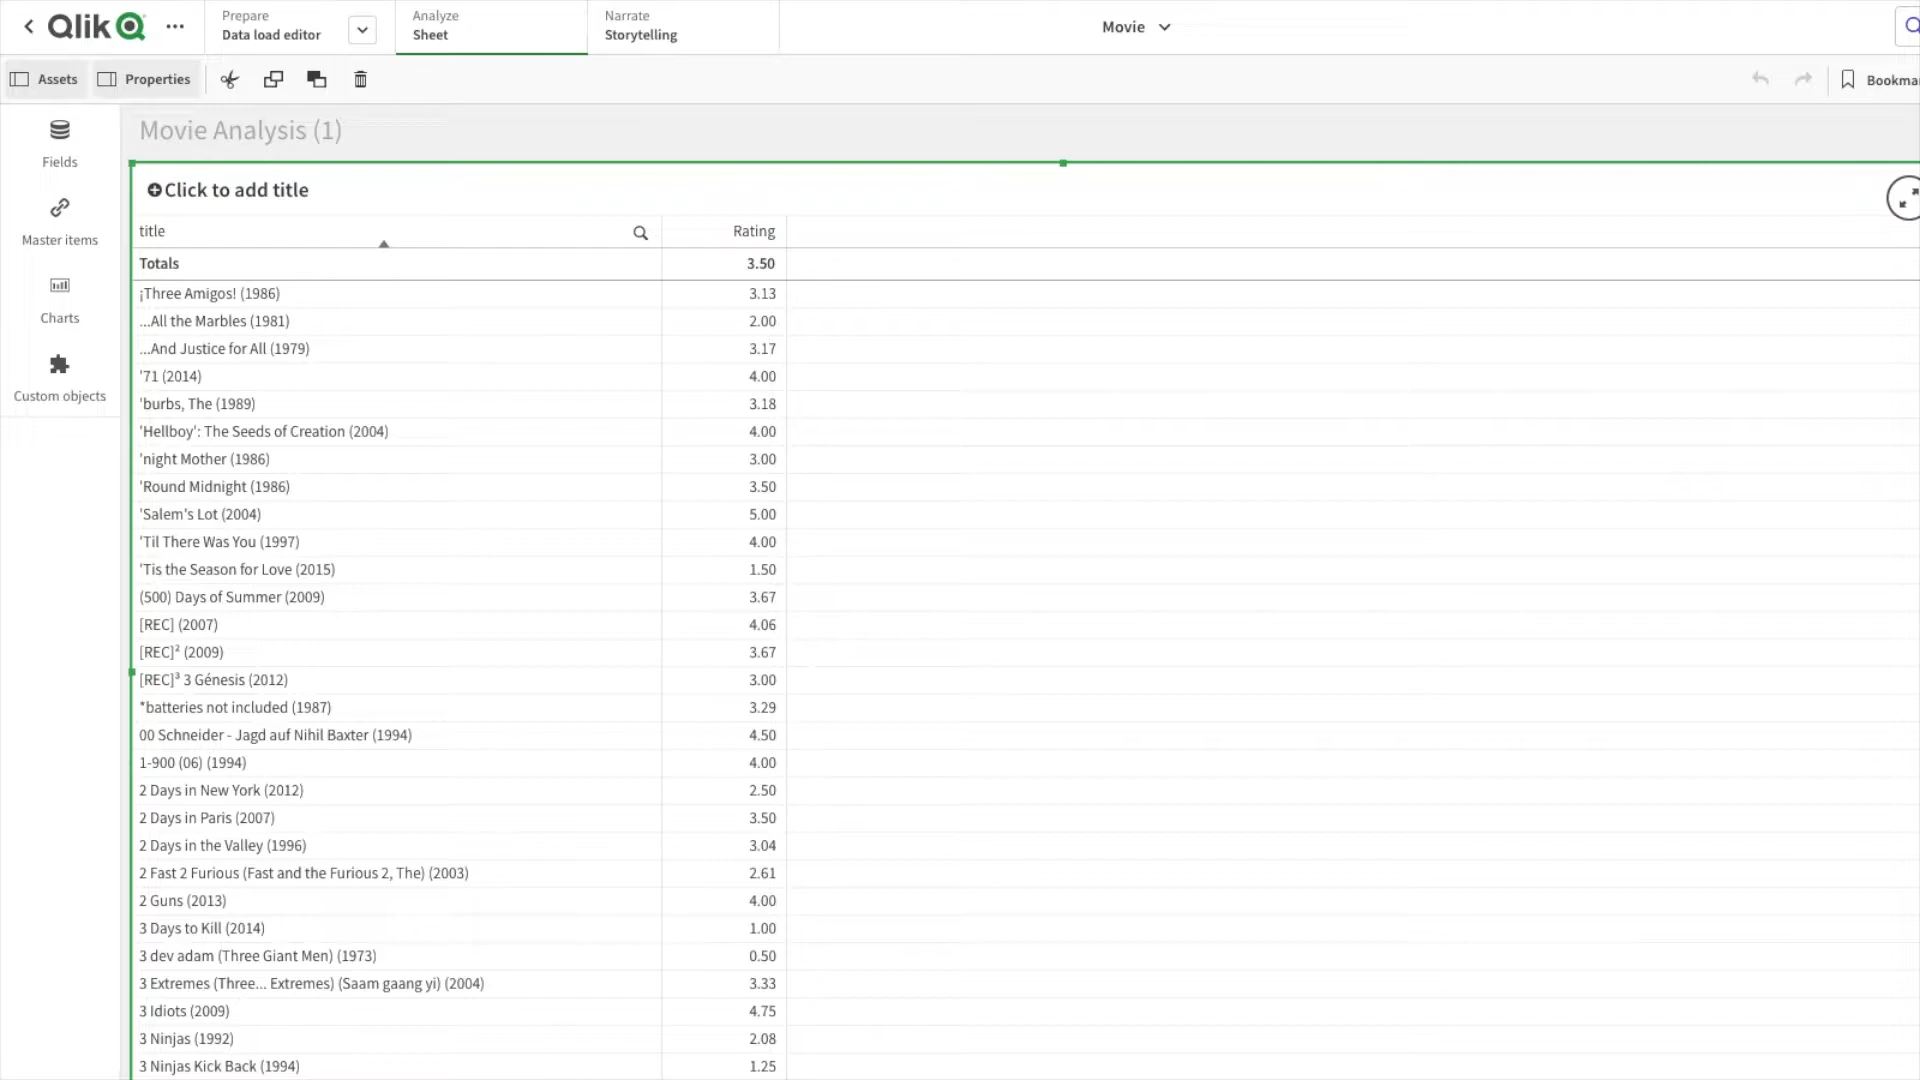 Qlik
Prepare
Data load editor
Analyze
Sheet
Narrate
Storytelling
Movie
Assets
Properties
Bookma
Fields
Master items
Charts
Custom objects
Movie Analysis (1)
Click to add title
title Rating
Totals 3.50
¡Three Amigos! (1986) 3.13
...All the Marbles (1981) 2.00
...And Justice for All (1979) 3.17
'71 (2014) 4.00
'burbs, The (1989) 3.18
'Hellboy': The Seeds of Creation (2004) 4.00
'night Mother (1986) 3.00
'Round Midnight (1986) 3.50
'Salem's Lot (2004) 5.00
'Til There Was You (1997) 4.00
'Tis the Season for Love (2015) 1.50
(500) Days of Summer (2009) 3.67
[REC] (2007) 4.06
[REC]² (2009) 3.67
[REC]³ 3 Génesis (2012) 3.00
*batteries not included (1987) 3.29
00 Schneider - Jagd auf Nihil Baxter (1994) 4.50
1-900 (06) (1994) 4.00
2 Days in New York (2012) 2.50
2 Days in Paris (2007) 3.50
2 Days in the Valley (1996) 3.04
2 Fast 2 Furious (Fast and the Furious 2, The) (2003) 2.61
2 Guns (2013) 4.00
3 Days to Kill (2014) 1.00
3 dev adam (Three Giant Men) (1973) 0.50
3 Extremes (Three... Extremes) (Saam gaang yi) (2004) 3.33
3 Idiots (2009) 4.75
3 Ninjas (1992) 2.08
3 Ninjas Kick Back (1994) 1.25